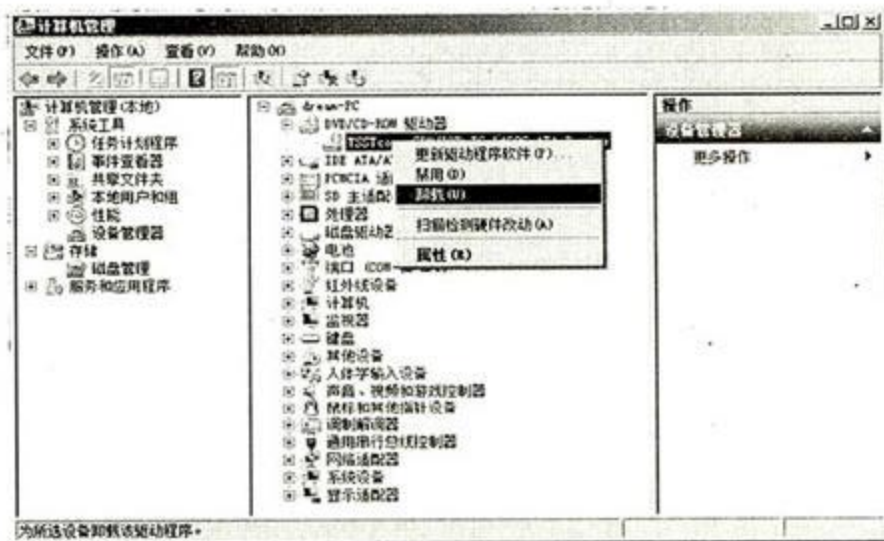 计算机管理
文件(F) 操作(A) 查看(V) 帮助(H)
计算机管理(本地)
系统工具
任务计划程序
事件查看器
共享文件夹
本地用户和组
性能
设备管理器
存储
磁盘管理
服务和应用程序
DVD/CD-ROM 驱动器
IDE ATA/A
PCMCIA 适
SD 主适配
处理器
磁盘驱动器
电池
端口 (COM
红外线设备
计算机
监视器
键盘
其他设备
人体学输入设备
声音、视频和游戏控制器
鼠标和其他指针设备
调制解调器
通用串行总线控制器
网络适配器
系统设备
显示适配器
更新驱动程序软件(P)...
禁用(D)
卸载(U)
扫描检测硬件改动(A)
属性(R)
操作
设备管理器
更多操作
为所选设备卸载该驱动程序。